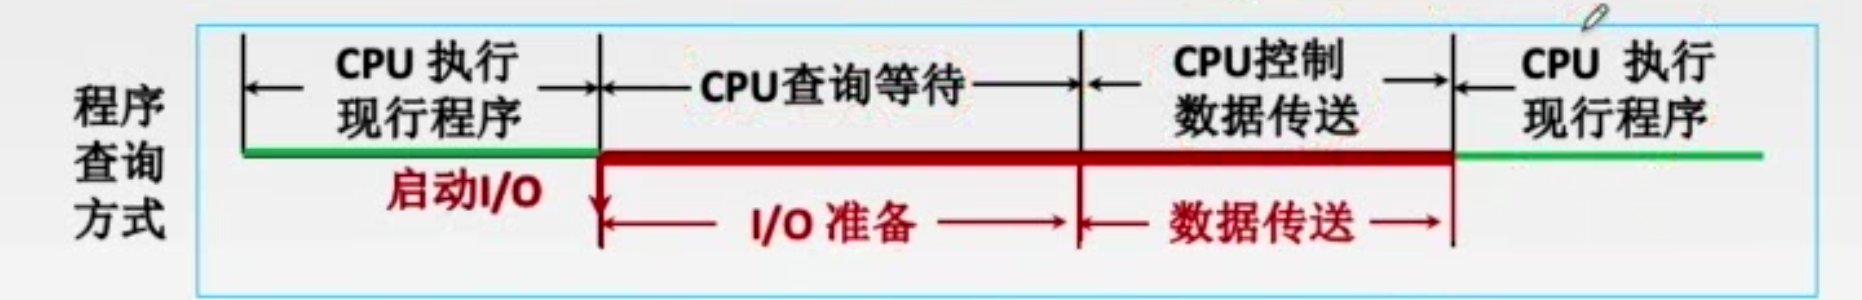 程序
查询
方式
CPU 执行
现行程序
CPU查询等待
CPU控制
数据传送
CPU 执行
现行程序
启动I/O
I/O 准备
数据传送